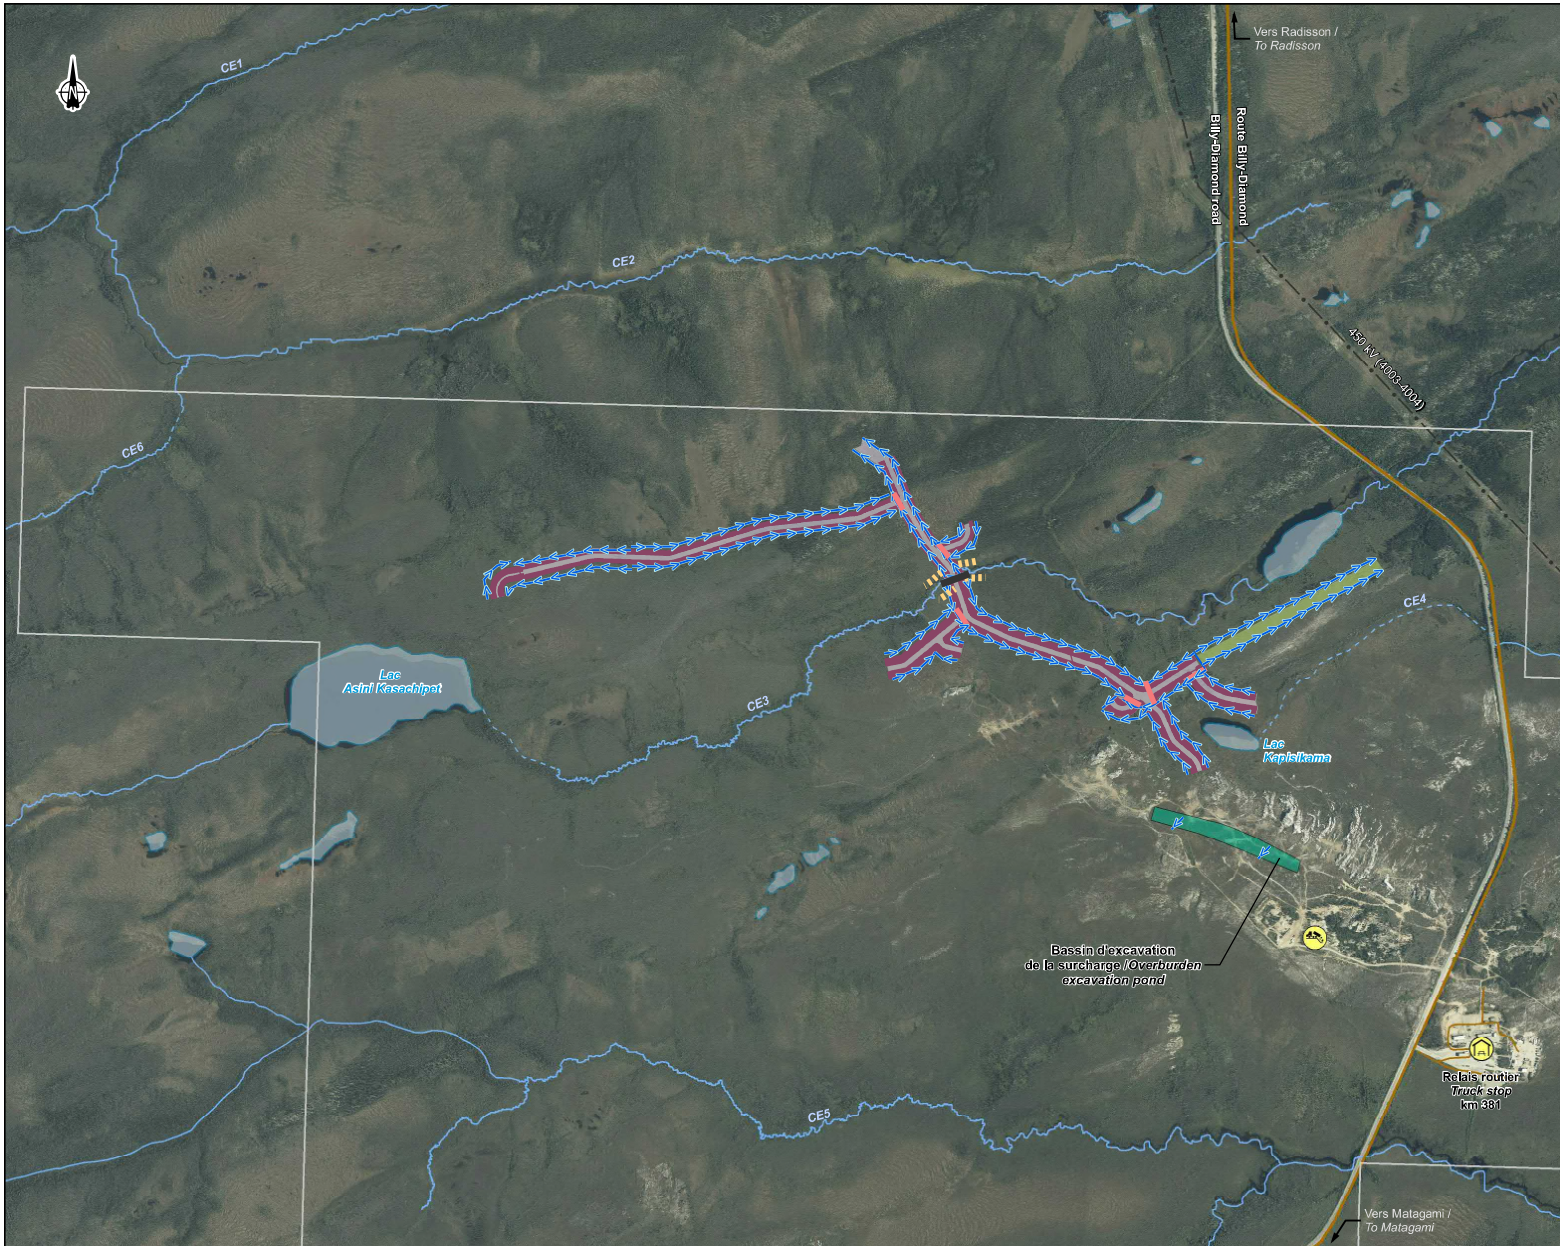 Vers Radisson /
To Radisson
CE1
N
Route Billy-Diamond
Billy-Diamond road
CE2
450 kV (4003-4004)
CE6
CE4
Lac
Asini Kasachipet
CE3
Lac
Kapisikama
Bassin d'excavation
de la surcharge / Overburden
excavation pond
Relais routier
Truck stop
km 381
CE5
Vers Matagami /
To Matagami